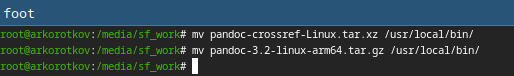 foot
root@arkorotkov:/media/sf_work# mv pandoc-crossref-Linux.tar.xz /usr/local/bin/
root@arkorotkov:/media/sf_work# mv pandoc-3.2-linux-arm64.tar.gz /usr/local/bin/
root@arkorotkov:/media/sf_work#